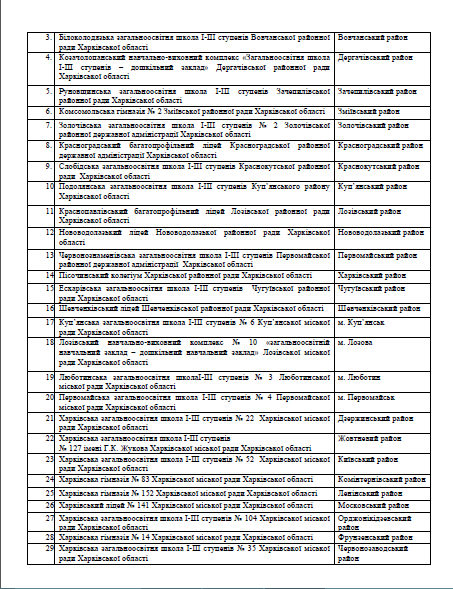 3. Білоколодязька загальноосвітня школа І-ІІІ ступенів Вовчанської районної Вовчанський район
ради Харківської області
4. Козачолопанський навчально-виховний комплекс «Загальноосвітня школа Дергачівський район
І-ІІІ ступенів – дошкільний заклад» Дергачівської районної ради
Харківської області
5. Руновщинська загальноосвітня школа І-ІІІ ступенів Зачепилівської Зачепилівський район
районної ради Харківської області
6. Комсомольська гімназія № 2 Зміївської районної ради Харківської області Зміївський район
7. Золочівська загальноосвітня школа І-ІІІ ступенів № 2 Золочівської Золочівський район
районної державної адміністрації Харківської області
8. Красноградський багатопрофільний ліцей Красноградської районної Красноградський район
державної адміністрації Харківської області
9. Слобідська загальноосвітня школа І-ІІІ ступенів Краснокутської районної Краснокутський район
ради Харківської області
10 Подолянська загальноосвітня школа І-ІІІ ступенів Куп’янського району Куп’янський район
Харківської області
11 Краснопавлівський багатопрофільний ліцей Лозівської районної ради Лозівський район
Харківської області
12 Нововодолазький ліцей Нововодолазької районної ради Харківської Нововодолазький район
області
13 Червонознаменівська загальноосвітня школа І-ІІІ ступенів Первомайської Первомайський район
районної державної адміністрації Харківської області
14 Пісочинський колегіум Харківської районної ради Харківської області Харківський район
15 Есхарівська загальноосвітня школа І-ІІІ ступенів Чугуївської районної Чугуївський район
ради Харківської області
16 Шевченківський ліцей Шевченківської районної ради Харківської області Шевченківський район
17 Куп’янська загальноосвітня школа І-ІІІ ступенів № 6 Куп’янської міської м. Куп’янськ
ради Харківської області
18 Лозівський навчально-виховний комплекс № 10 «загальноосвітній м. Лозова
навчальний заклад – дошкільний навчальний заклад» Лозівської міської
ради Харківської області
19 Люботинська загальноосвітня школаІ-ІІІ ступенів № 3 Люботинської м. Люботин
міської ради Харківської області
20 Первомайська загальноосвітня школа І-ІІІ ступенів № 4 Первомайської м. Первомайськ
міської ради Харківської області
21 Харківська загальноосвітня школа І-ІІІ ступенів № 22 Харківської міської Дзержинський район
ради Харківської області
22 Харківська загальноосвітня школа І-ІІІ ступенів Жовтневий район
№ 127 імені Г.К. Жукова Харківської міської ради Харківської області
23 Харківська загальноосвітня школа І-ІІІ ступенів № 52 Харківської міської Київський район
ради Харківської області
24 Харківська гімназія № 83 Харківської міської ради Харківської області Комінтернівський район
25 Харківська гімназія № 152 Харківської міської ради Харківської області Ленінський район
26 Харківський ліцей № 141 Харківської міської ради Харківської області Московський район
27 Харківська загальноосвітня школа І-ІІІ ступенів № 104 Харківської міської Орджонікідзевський
ради Харківської області район
28 Харківська гімназія № 14 Харківської міської ради Харківської області Фрунзенський район
29 Харківська загальноосвітня школа І-ІІІ ступенів № 35 Харківської міської Червонозаводський
ради Харківської області район